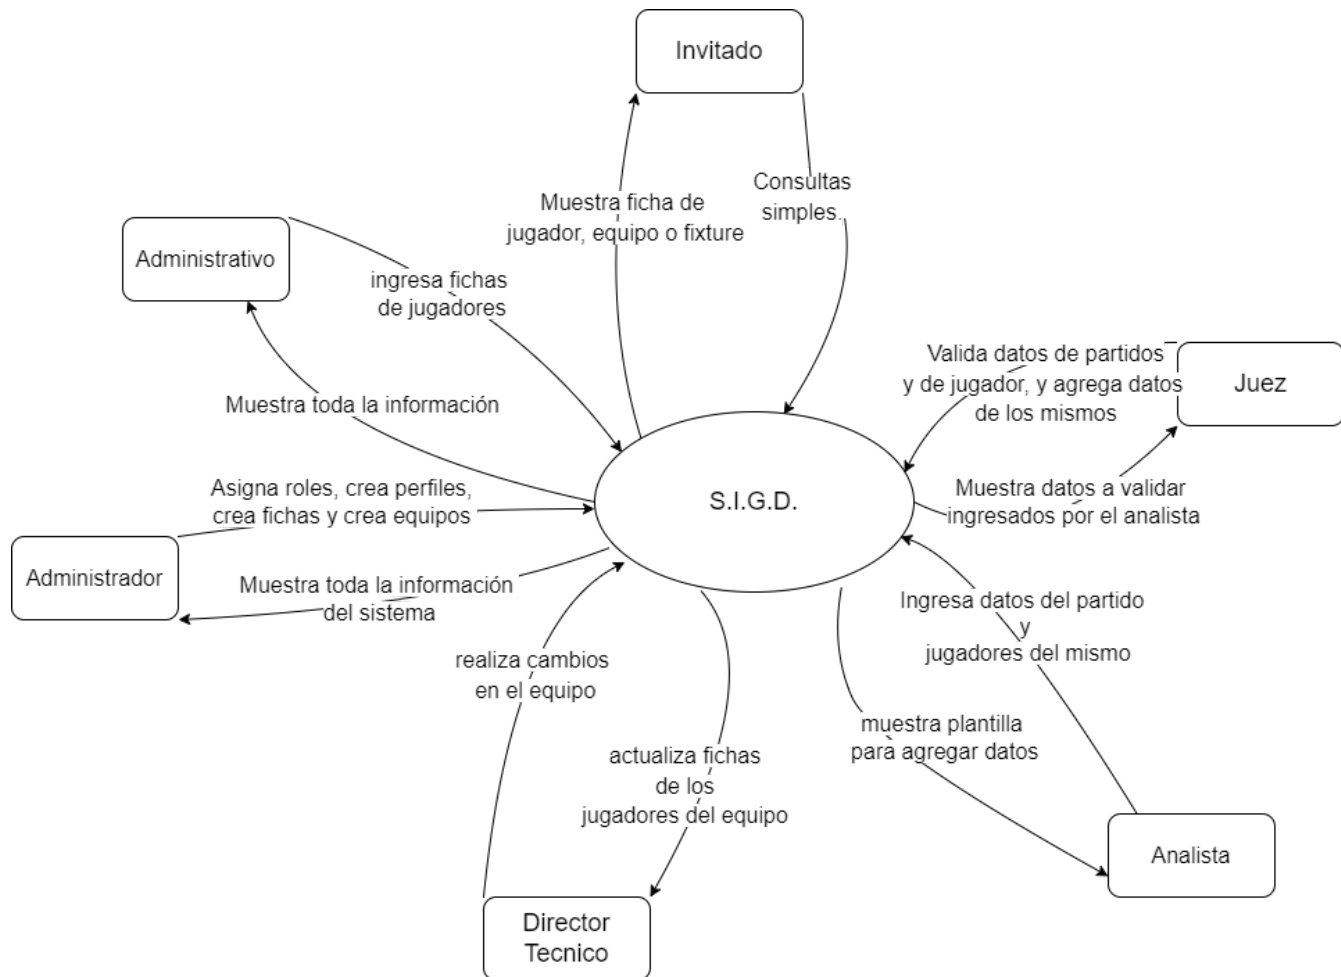 Invitado
Consultas
simples.
Muestra ficha de
jugador, equipo o fixture
Administrativo
ingresa fichas
de jugadores
Valida datos de partidos
y de jugador, y agrega datos
de los mismos
Juez
Muestra toda la información
Asigna roles, crea perfiles,
crea fichas y crea equipos
S.I.G.D.
Muestra datos a validar
ingresados por el analista
Administrador
Muestra toda la información
del sistema
Ingresa datos del partido
y
jugadores del mismo
realiza cambios
en el equipo
muestra plantilla
para agregar datos
actualiza fichas
de los
jugadores del equipo
Analista
Director
Tecnico